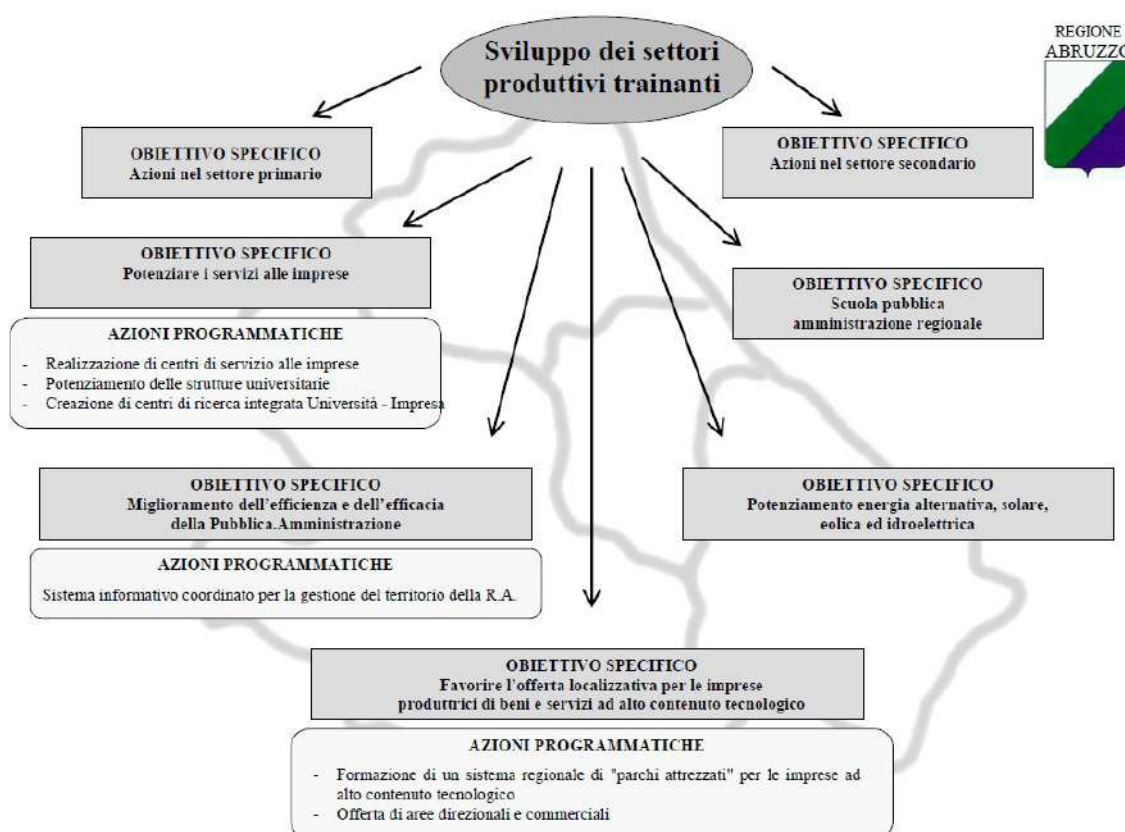 Sviluppo dei settori
produttivi trainanti
REGIONE
ABRUZZO
OBIETTIVO SPECIFICO
Azioni nel settore primario
OBIETTIVO SPECIFICO
Azioni nel settore secondario
OBIETTIVO SPECIFICO
Potenziare i servizi alle imprese
AZIONI PROGRAMMATICHE
- Realizzazione di centri di servizio alle imprese
- Potenziamento delle strutture universitarie
- Creazione di centri di ricerca integrata Università - Impresa
OBIETTIVO SPECIFICO
Scuola pubblica
amministrazione regionale
OBIETTIVO SPECIFICO
Miglioramento dell'efficienza e dell'efficacia
della Pubblica.Amministrazione
AZIONI PROGRAMMATICHE
Sistema informativo coordinato per la gestione del territorio della R.A.
OBIETTIVO SPECIFICO
Potenziamento energia alternativa, solare,
eolica ed idroelettrica
OBIETTIVO SPECIFICO
Favorire l'offerta localizzativa per le imprese
produttrici di beni e servizi ad alto contenuto tecnologico
AZIONI PROGRAMMATICHE
- Formazione di un sistema regionale di "parchi attrezzati" per le imprese ad
alto contenuto tecnologico
- Offerta di aree direzionali e commerciali